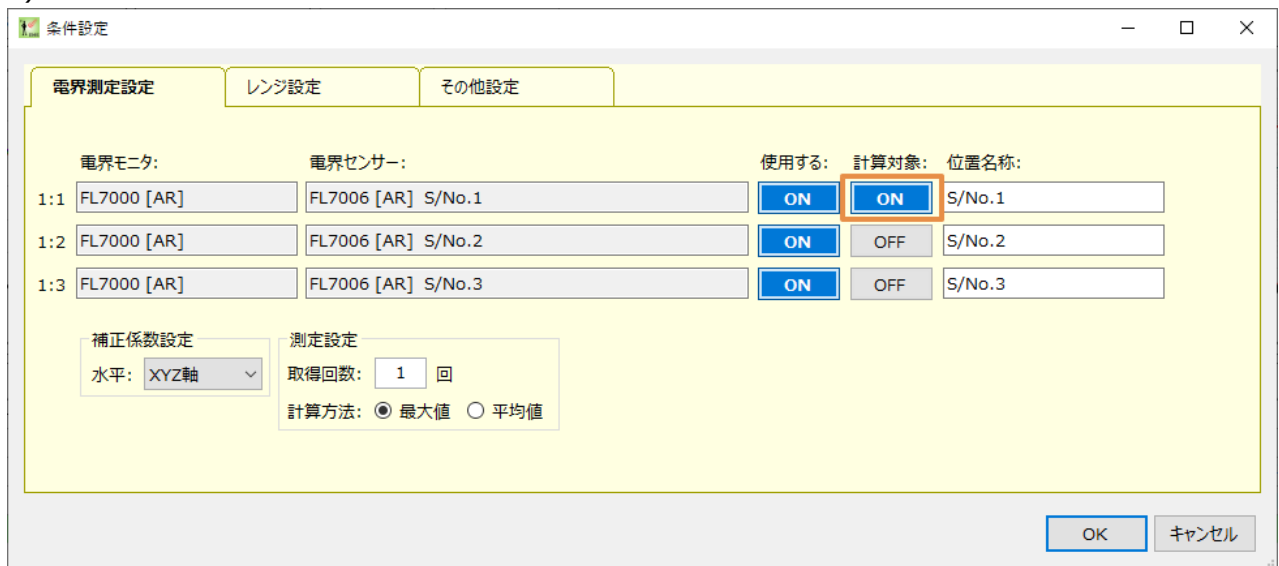 条件設定
電界測定設定 レンジ設定 その他設定
電界モニタ: 電界センサー: 使用する: 計算対象: 位置名称:
1:1 FL7000 [AR] FL7006 [AR] S/No.1 ON ON S/No.1
1:2 FL7000 [AR] FL7006 [AR] S/No.2 ON OFF S/No.2
1:3 FL7000 [AR] FL7006 [AR] S/No.3 ON OFF S/No.3
補正係数設定 測定設定
水平: XYZ軸 取得回数: 1 回
計算方法: 最大値 平均値
OK キャンセル